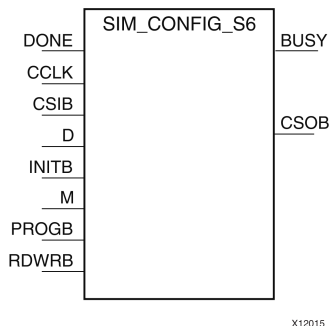 SIM_CONFIG_S6
DONE
CCLK
CSIB
D
INITB
M
PROGB
RDWRB
BUSY
CSOB
X12015